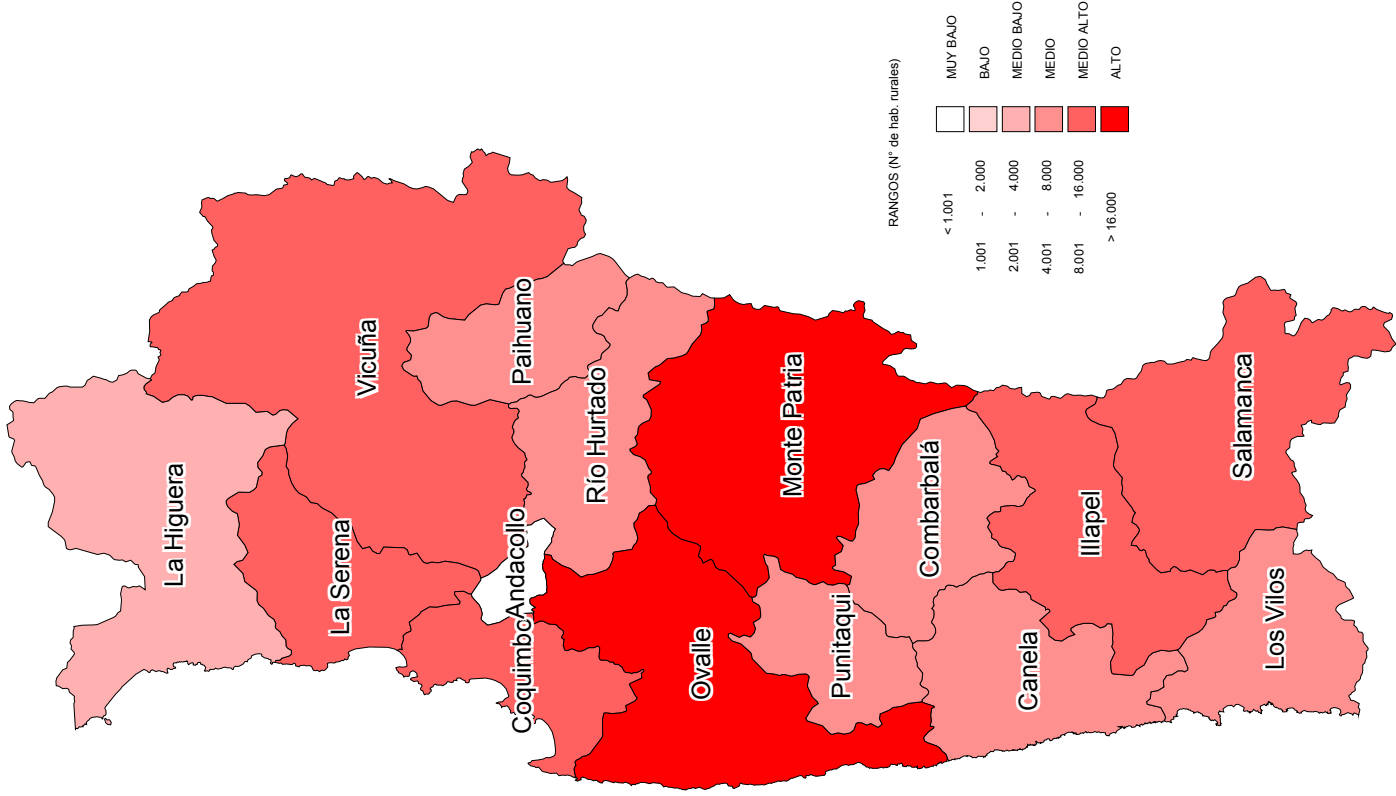 La Higuera
Vicuña
La Serena
Paihuano
Río Hurtado
Andacollo
Coquimbo
Monte Patria
Ovalle
Punitaqui
Combarbalá
Canela
Illapel
Salamanca
Los Vilos
RANGOS (N° de hab. rurales)
< 1.001 MUY BAJO
1.001 - 2.000 BAJO
2.001 - 4.000 MEDIO BAJO
4.001 - 8.000 MEDIO
8.001 - 16.000 MEDIO ALTO
> 16.000 ALTO